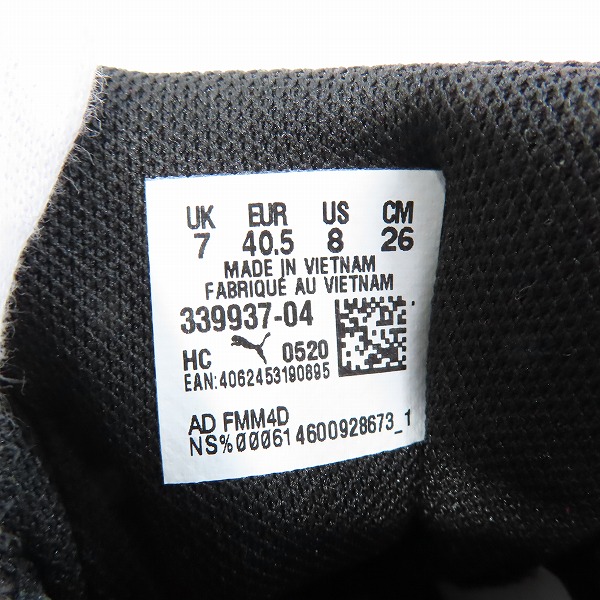 UK EUR US CM
7 40.5 8 26
MADE IN VIETNAM
FABRIQUÉ AU VIETNAM
339937-04
HC 0520
EAN:4062453190895
AD FMM4D
NS%000614600928673_1